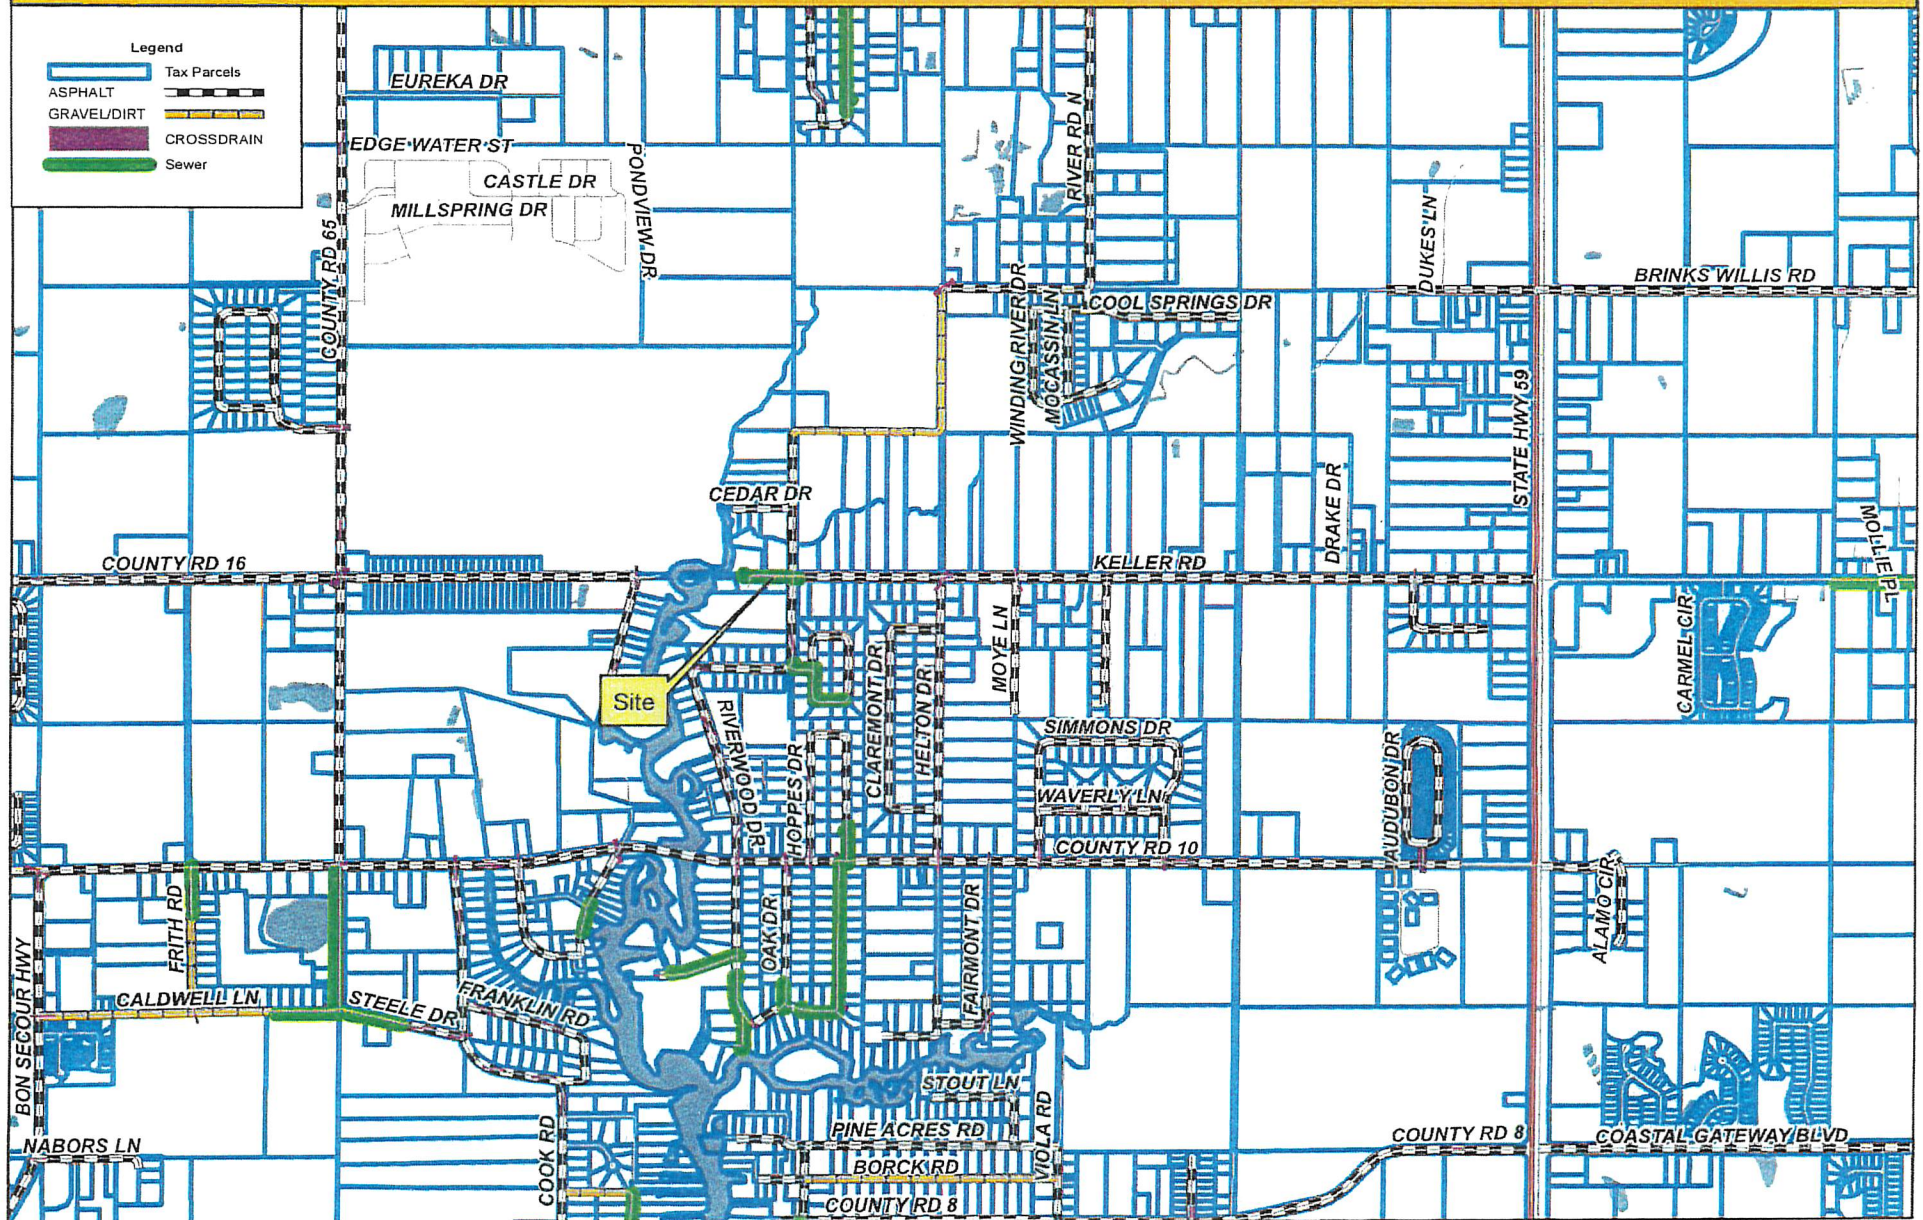 Legend
Tax Parcels
ASPHALT
GRAVEL/DIRT
CROSSDRAIN
Sewer
EUREKA DR
EDGE WATER ST
CASTLE DR
MILLSPRING DR
PONDVIEW DR
COUNTY RD 65
RIVER RD N
DUKES LN
BRINKS WILLIS RD
COOL SPRINGS DR
WINDING RIVER DR
MOCASSIN LN
STATE HWY 59
DRAKE DR
CEDAR DR
MOLLIE PL
COUNTY RD 16
KELLER RD
MOYE LN
CARMEL CIR
Site
RIVERWOOD DR
HOPPES DR
CLAREMONT DR
HELTON DR
SIMMONS DR
WAVERLY LN
AUDUBON DR
COUNTY RD 10
ALAMO CIR
FRITH RD
OAK DR
FAIRMONT DR
BON SECOUR HWY
CALDWELL LN
STEELE DR
FRANKLIN RD
STOUT LN
VIOLA RD
COOK RD
NABORS LN
PINE ACRES RD
BORCK RD
COUNTY RD 8
COUNTY RD 8
COASTAL GATEWAY BLVD